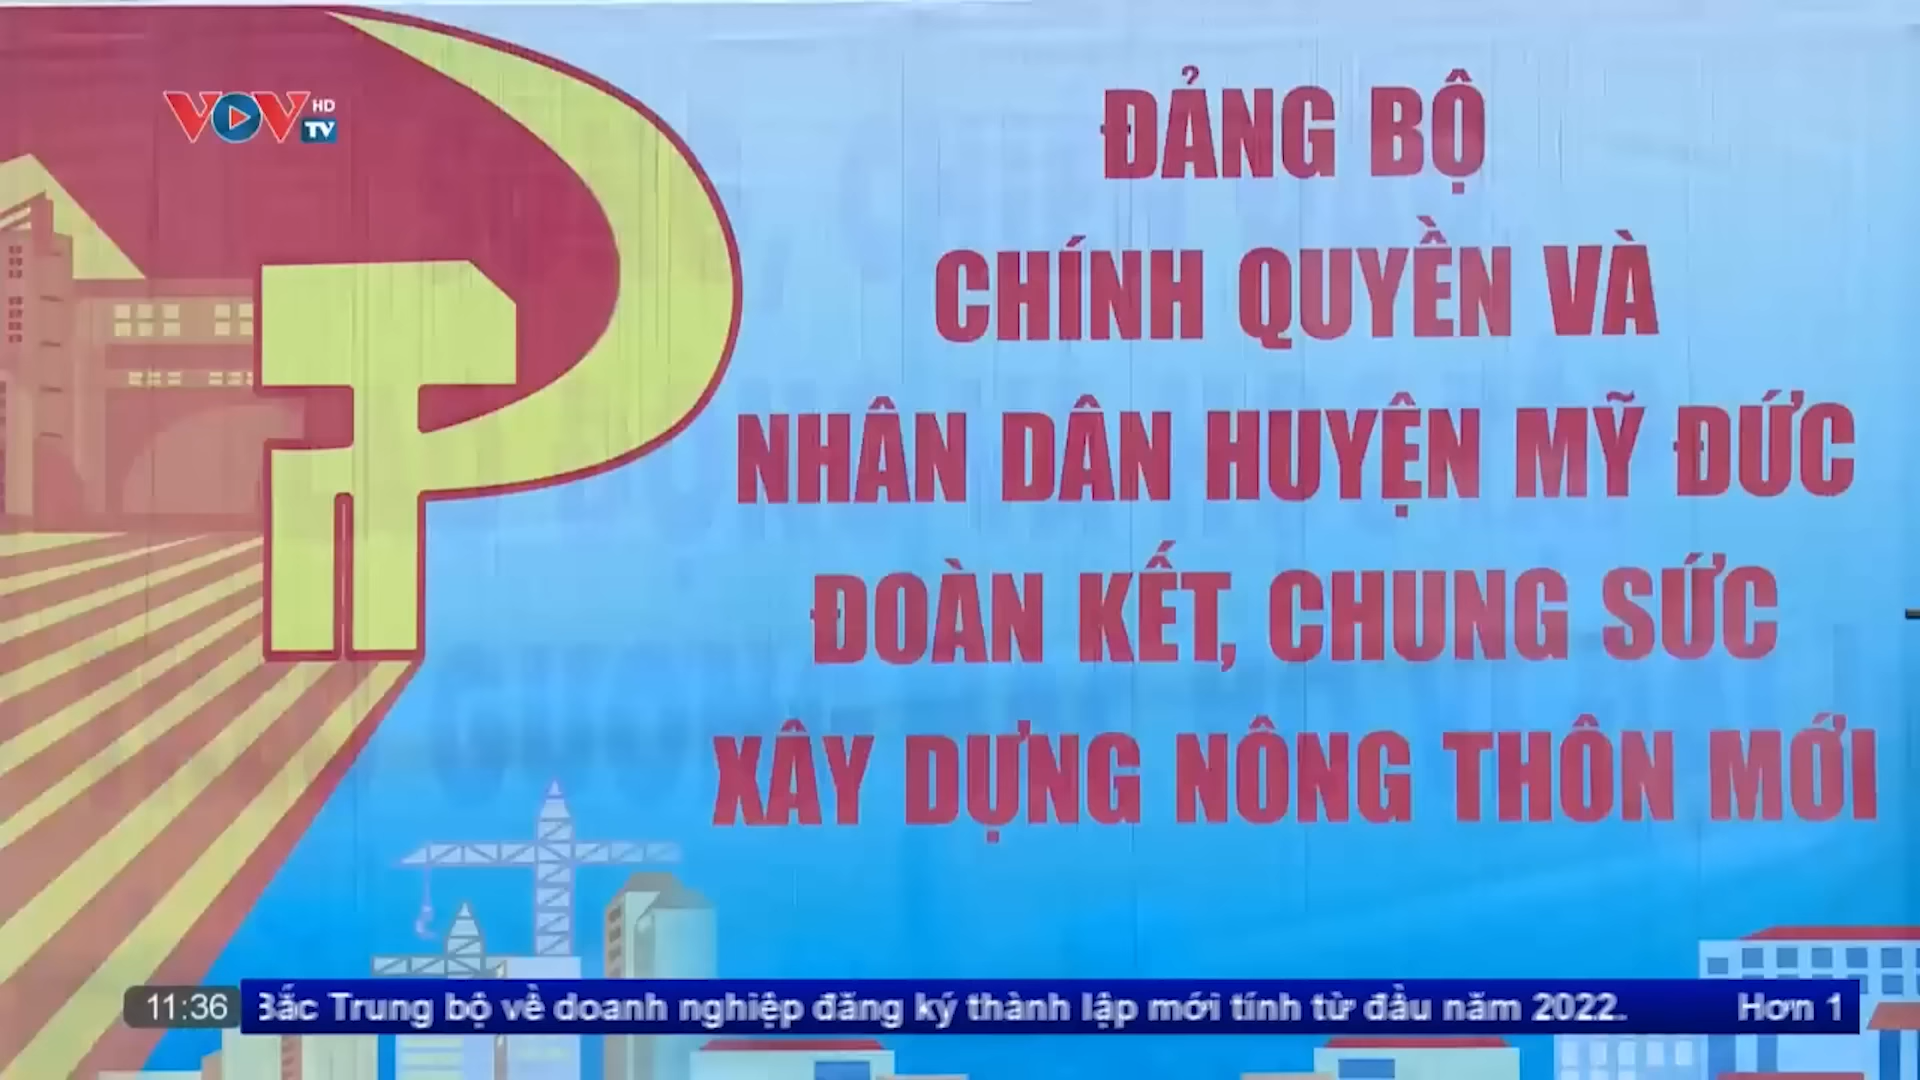 VOV HD
TV
ĐẢNG BỘ
CHÍNH QUYỀN VÀ
NHÂN DÂN HUYỆN MỸ ĐỨC
ĐOÀN KẾT, CHUNG SỨC
XÂY DỰNG NÔNG THÔN MỚI
11:36
Bắc Trung bộ về doanh nghiệp đăng ký thành lập mới tính từ đầu năm 2022. Hơn 1